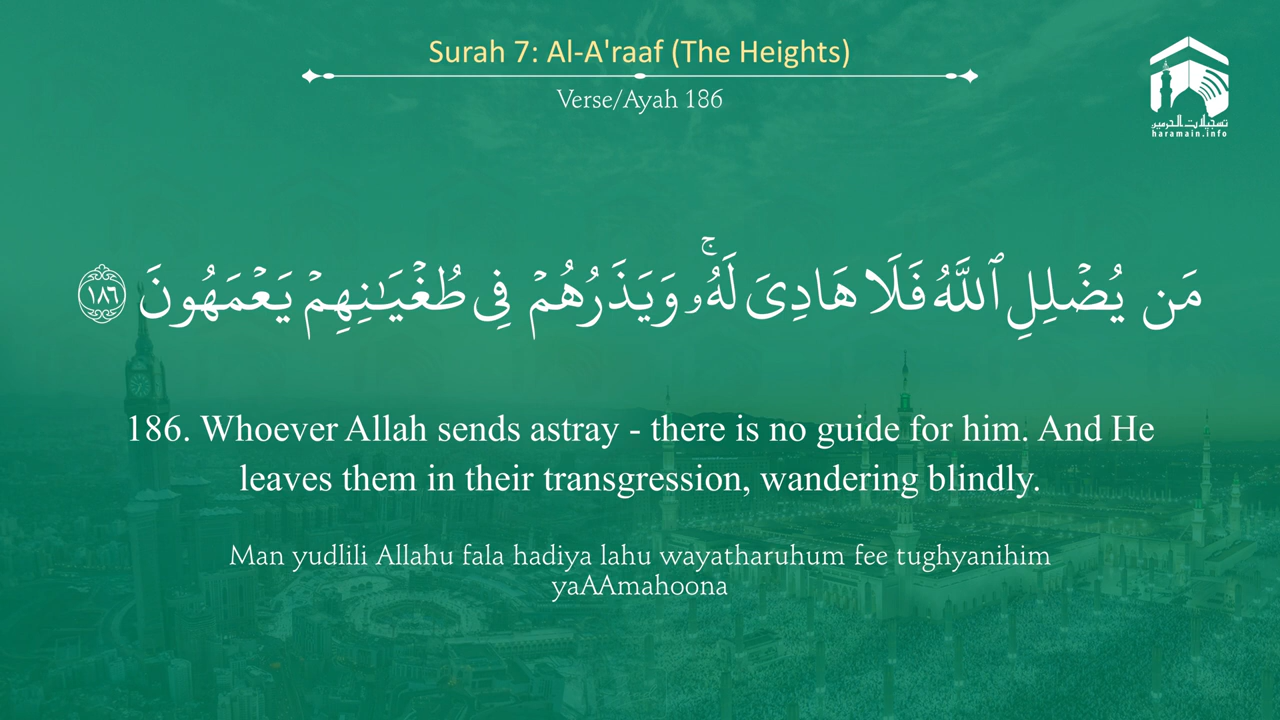 Surah 7: Al-A'raaf (The Heights)
Verse/Ayah 186
تسجيلات الحرمين
haramain.info
مَن يُضْلِلِ ٱللَّهُ فَلَا هَادِىَ لَهُۥ ۚ وَيَذَرُهُمْ فِى طُغْيَـٰنِهِمْ يَعْمَهُونَ ١٨٦
186. Whoever Allah sends astray - there is no guide for him. And He
leaves them in their transgression, wandering blindly.
Man yudlili Allahu fala hadiya lahu wayatharuhum fee tughyanihim
yaAAmahoona